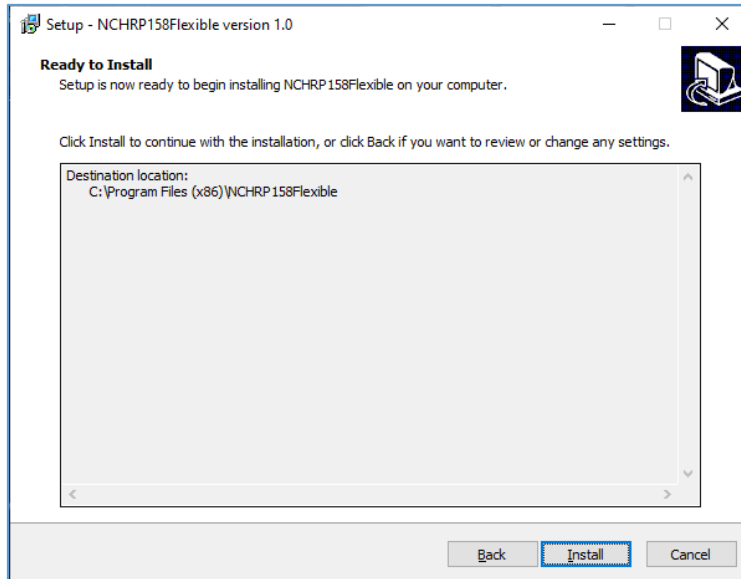 Setup - NCHRP158Flexible version 1.0
Ready to Install
Setup is now ready to begin installing NCHRP158Flexible on your computer.
Click Install to continue with the installation, or click Back if you want to review or change any settings.
Destination location:
C:\Program Files (x86)\NCHRP158Flexible
Back
Install
Cancel